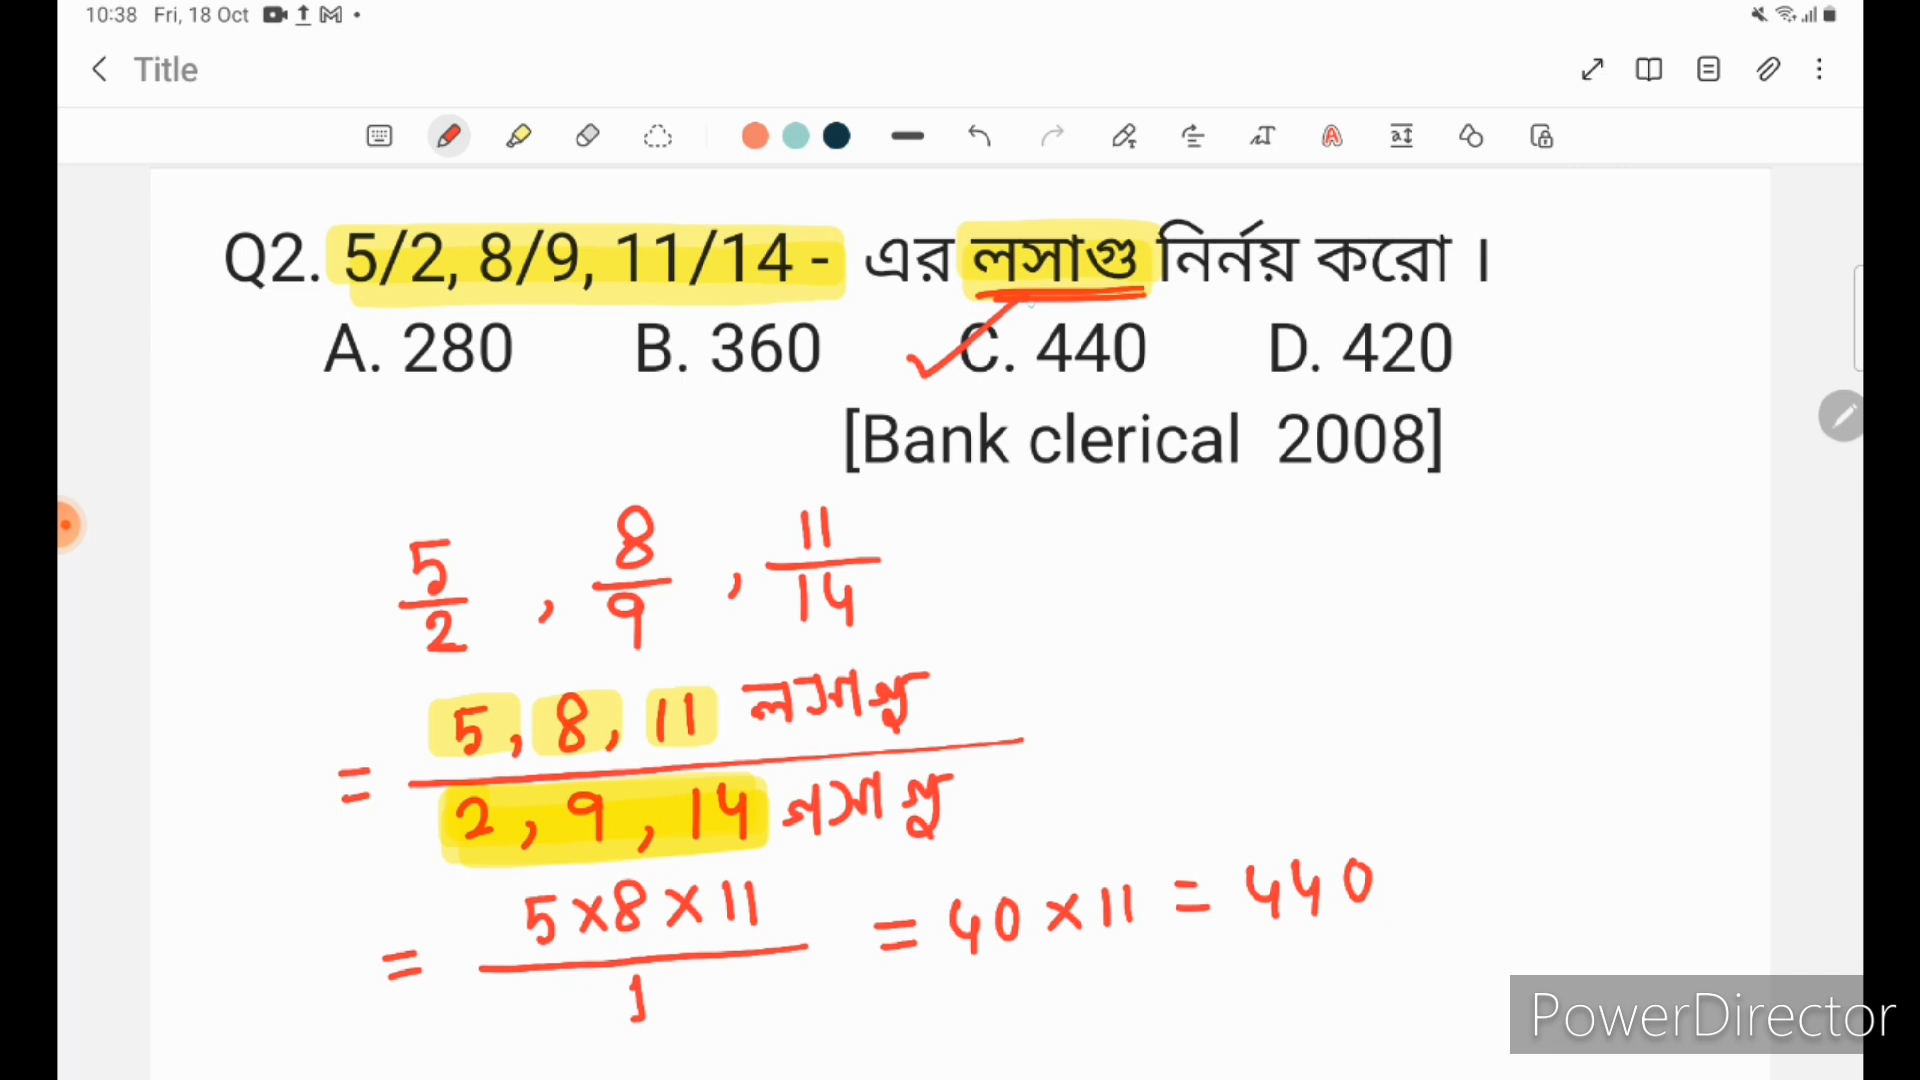 10:38 Fri, 18 Oct
Title
Q2. 5/2, 8/9, 11/14 - এর লসাগু নির্নয় করো ।
A. 280 B. 360 C. 440 D. 420
[Bank clerical 2008]
5/2 , 8/9 , 11/14
= 5, 8, 11 লসাগু
2, 9, 14 গসাগু
= 5×8×11 / 1 = 40×11 = 440
PowerDirector